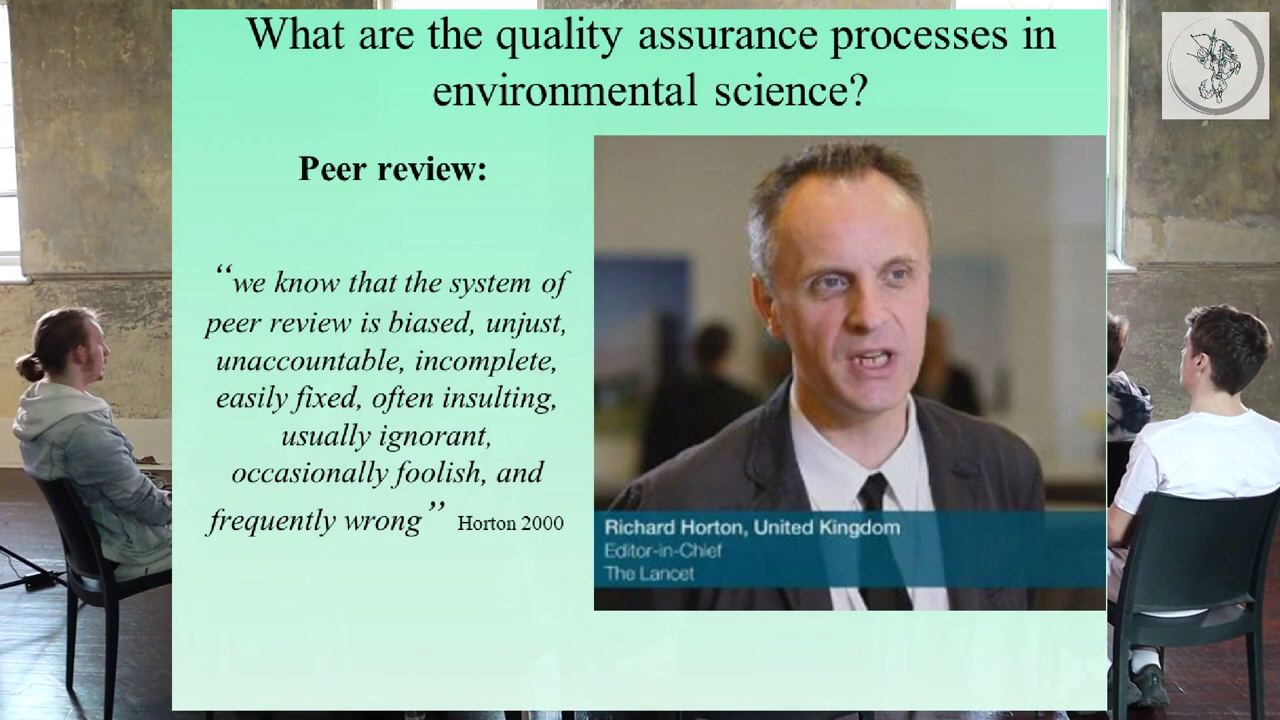 What are the quality assurance processes in
environmental science?
Peer review:
“we know that the system of
peer review is biased, unjust,
unaccountable, incomplete,
easily fixed, often insulting,
usually ignorant,
occasionally foolish, and
frequently wrong” Horton 2000
Richard Horton, United Kingdom
Editor-in-Chief
The Lancet